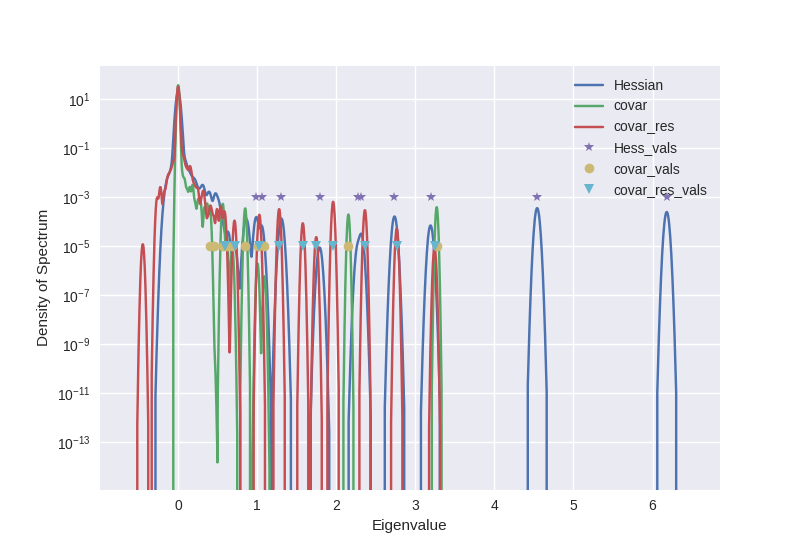 Hessian
covar
covar_res
Hess_vals
covar_vals
covar_res_vals
10^1
10^−1
10^−3
10^−5
10^−7
10^−9
10^−11
10^−13
Density of Spectrum
0 1 2 3 4 5 6
Eigenvalue